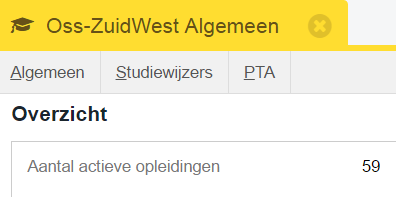 Oss-ZuidWest Algemeen
Algemeen Studiewijzers PTA
Overzicht
Aantal actieve opleidingen 59